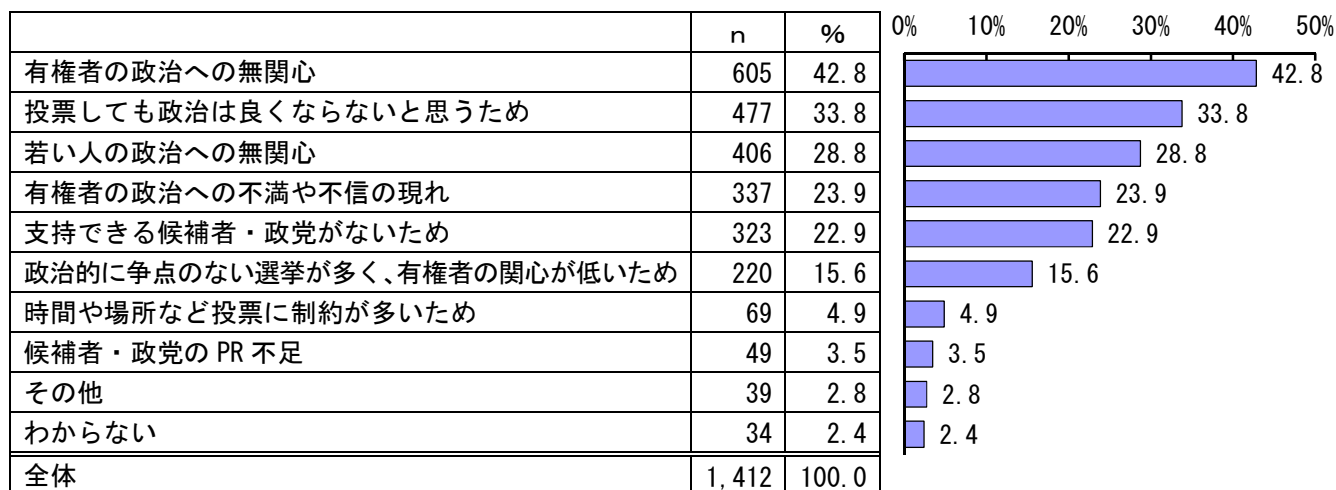 n % 0% 10% 20% 30% 40% 50%
有権者の政治への無関心 605 42.8 42.8
投票しても政治は良くならないと思うため 477 33.8 33.8
若い人の政治への無関心 406 28.8 28.8
有権者の政治への不満や不信の現れ 337 23.9 23.9
支持できる候補者・政党がないため 323 22.9 22.9
政治的に争点のない選挙が多く、有権者の関心が低いため 220 15.6 15.6
時間や場所など投票に制約が多いため 69 4.9 4.9
候補者・政党の PR 不足 49 3.5 3.5
その他 39 2.8 2.8
わからない 34 2.4 2.4
全体 1,412 100.0